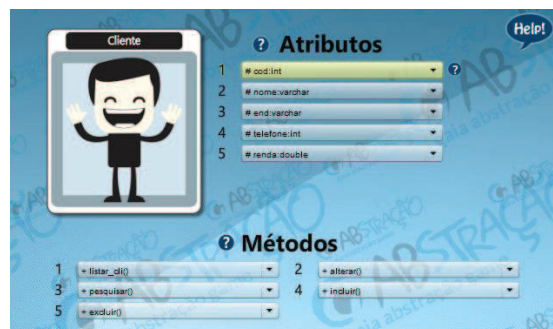 Help!
Cliente
? Atributos
1 # cod:int ?
2 # nome:varchar
3 # end:varchar
4 # telefone:int
5 # renda:double
? Métodos
1 + listar_cli() 2 + alterar()
3 + pesquisar() 4 + incluir()
5 + excluir()
ABSTRAÇÃO